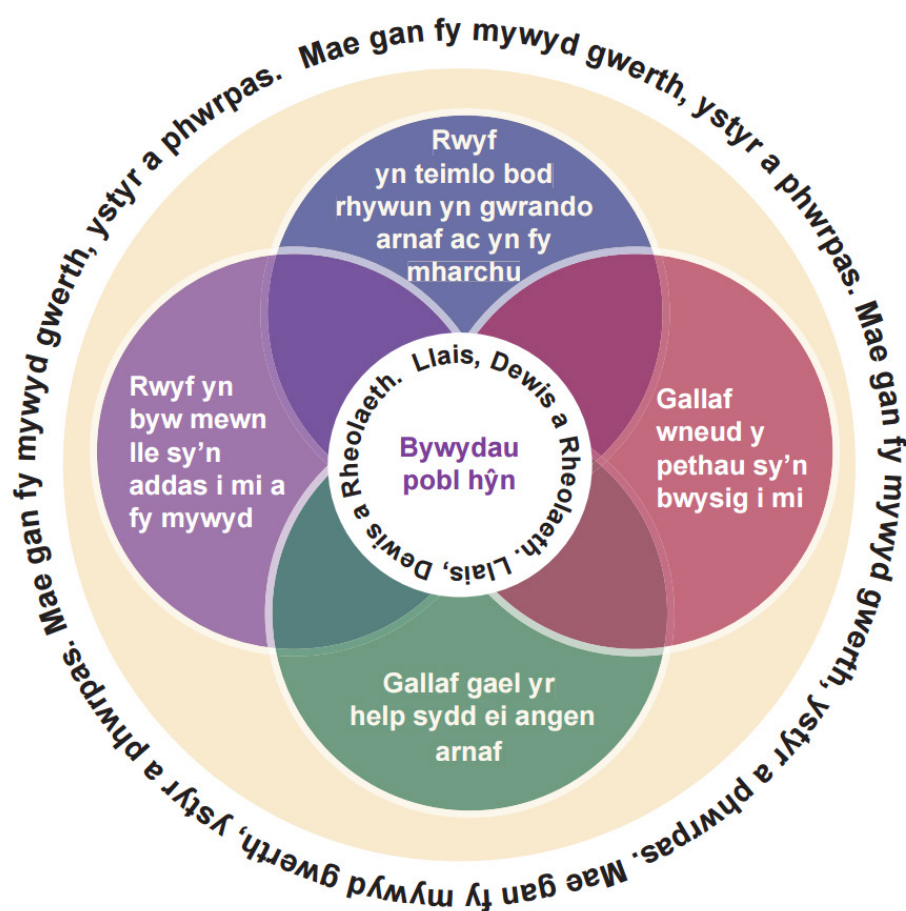 Mae gan fy mywyd gwerth, ystyr a phwrpas. Mae gan fy mywyd gwerth, ystyr a phwrpas. Mae gan fy mywyd gwerth, ystyr a phwrpas. Mae gan fy mywyd gwerth, ystyr a phwrpas.
Rwyf
yn teimlo bod
rhywun yn gwrando
arnaf ac yn fy
mharchu
Rwyf yn
byw mewn
lle sy'n
addas i mi a
fy mywyd
Llais, Dewis a Rheolaeth. Llais, Dewis a Rheolaeth.
Bywydau
pobl hŷn
Gallaf
wneud y
pethau sy'n
bwysig i mi
Gallaf gael yr
help sydd ei angen
arnaf